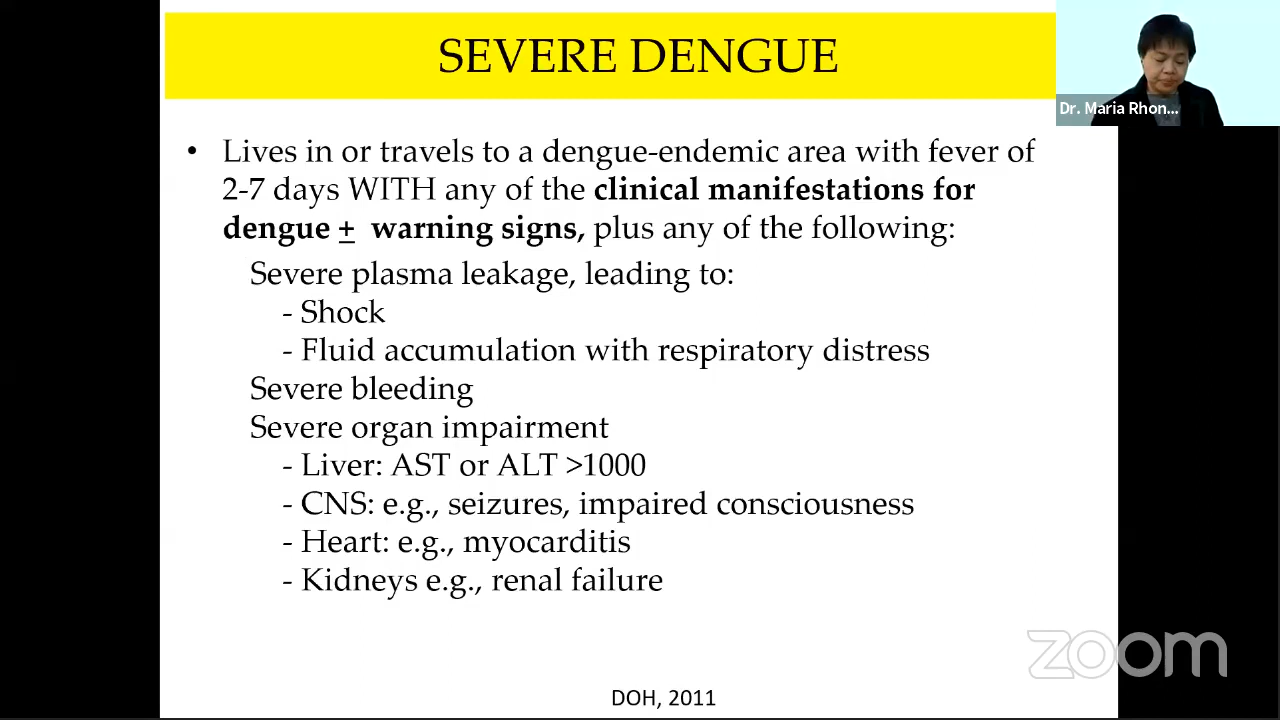 SEVERE DENGUE
Dr. Maria Rhon...
• Lives in or travels to a dengue-endemic area with fever of
2-7 days WITH any of the clinical manifestations for
dengue ± warning signs, plus any of the following:
Severe plasma leakage, leading to:
- Shock
- Fluid accumulation with respiratory distress
Severe bleeding
Severe organ impairment
- Liver: AST or ALT >1000
- CNS: e.g., seizures, impaired consciousness
- Heart: e.g., myocarditis
- Kidneys e.g., renal failure
zoom
DOH, 2011